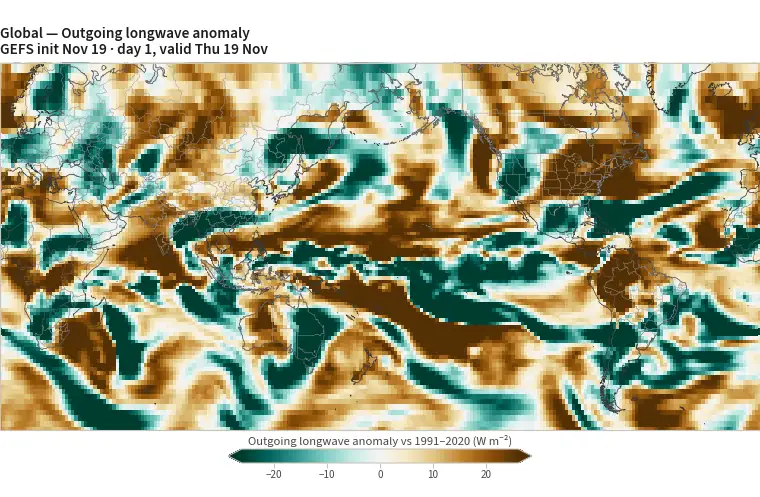 Global — Outgoing longwave anomaly
GEFS init Nov 19 · day 1, valid Thu 19 Nov
Outgoing longwave anomaly vs 1991–2020 (W m⁻²)
−20 −10 0 10 20